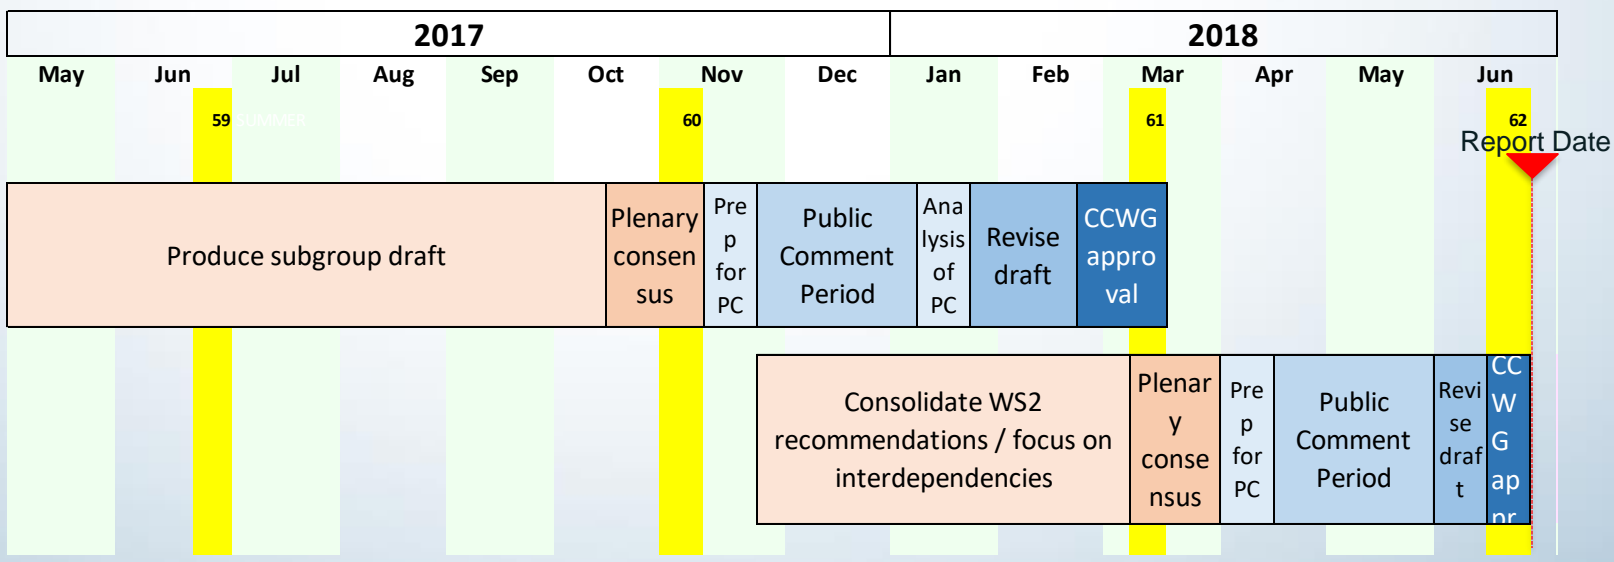 2017 2018
May Jun Jul Aug Sep Oct Nov Dec Jan Feb Mar Apr May Jun
59 SUMMER 60 61 62
Report Date
Produce subgroup draft
Plenary
consen
sus
Pre
p
for
PC
Public
Comment
Period
Ana
lysis
of
PC
Revise
draft
CCWG
appro
val
Consolidate WS2
recommendations / focus on
interdependencies
Plenar
y
conse
nsus
Pre
p
for
PC
Public
Comment
Period
Revi
se
draf
t
CC
W
G
ap
pr